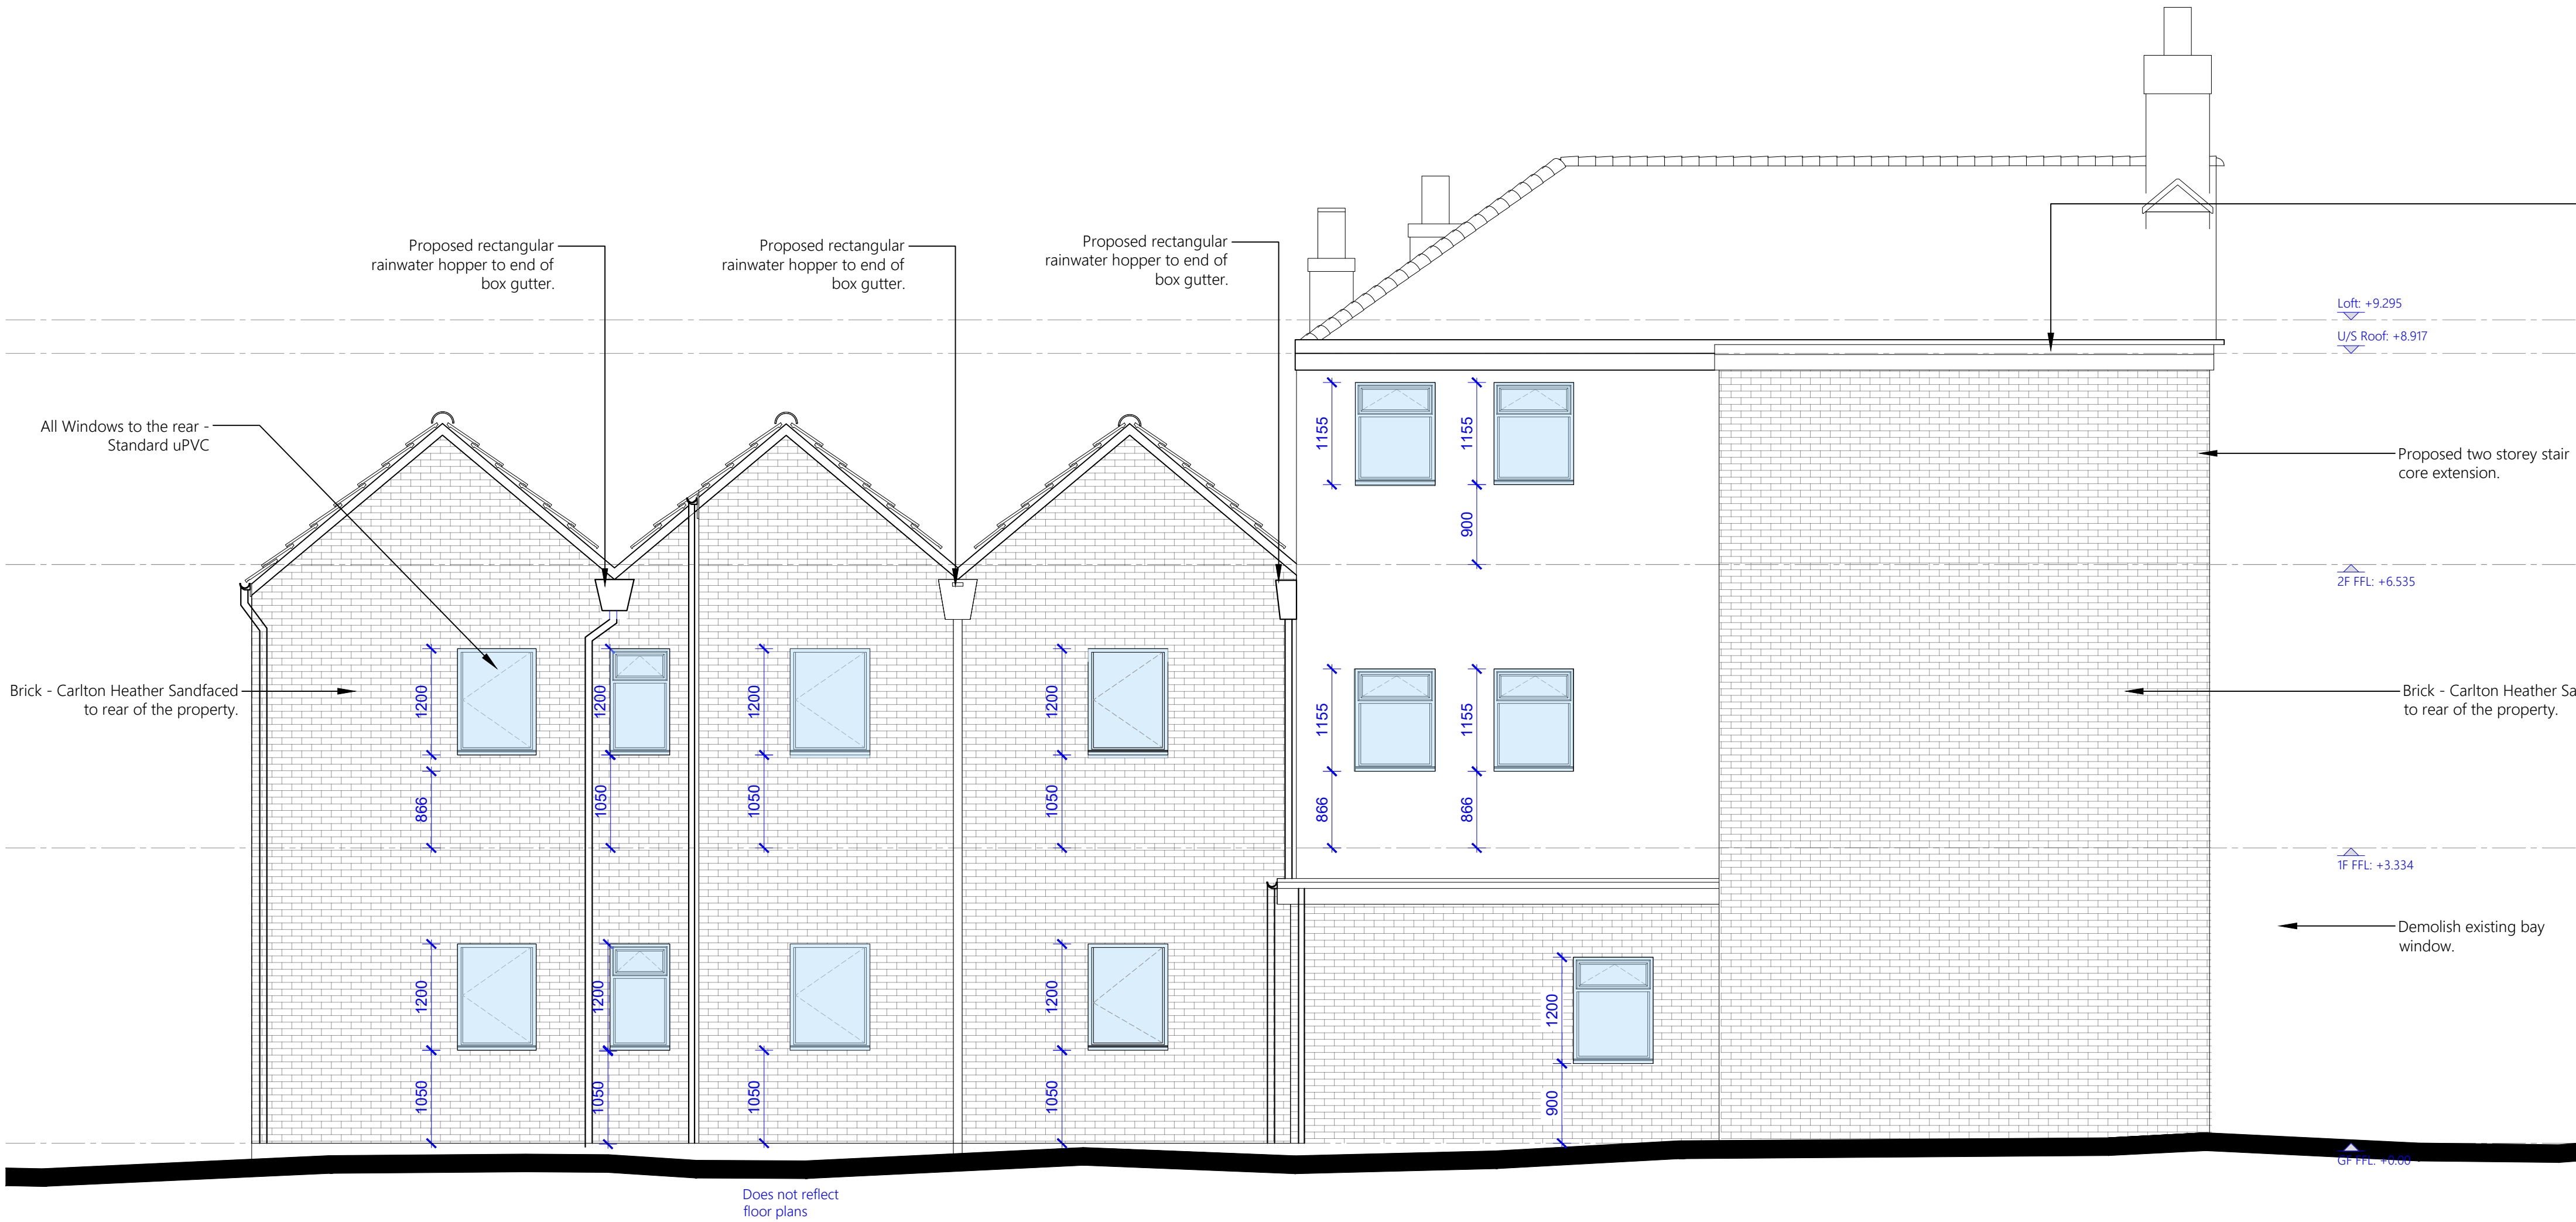 Proposed rectangular
rainwater hopper to end of
box gutter.
Proposed rectangular
rainwater hopper to end of
box gutter.
Proposed rectangular
rainwater hopper to end of
box gutter.
Loft: +9.295
U/S Roof: +8.917
All Windows to the rear -
Standard uPVC
1155
1155
900
Proposed two storey stair
core extension.
2F FFL: +6.535
Brick - Carlton Heather Sandfaced
to rear of the property.
1200
1200
1200
1200
1155
1155
Brick - Carlton Heather Sa
to rear of the property.
866
1050
1050
1050
866
866
1F FFL: +3.334
Demolish existing bay
window.
1200
1200
1200
1200
1050
1050
1050
1050
900
GF FFL: +0.00
Does not reflect
floor plans